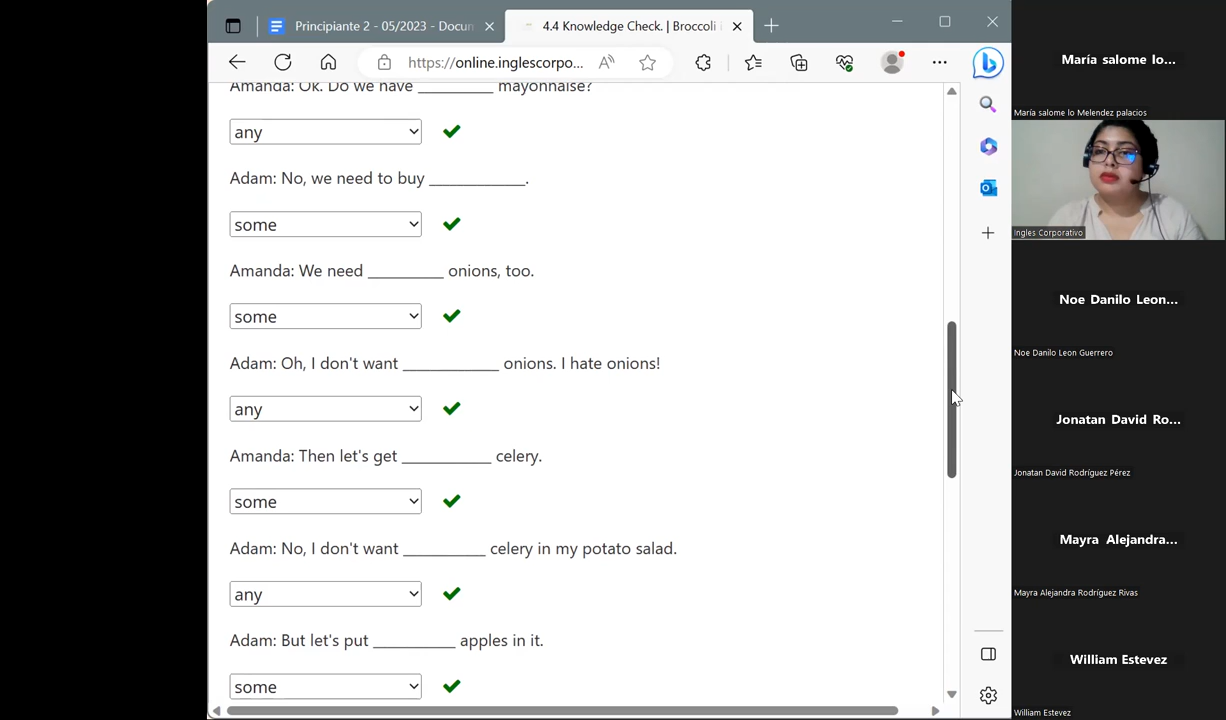 Principiante 2 - 05/2023 - Docun
4.4 Knowledge Check. | Broccoli i
https://online.inglescorpo...
Amanda: Ok. Do we have __________ mayonnaise?
any
Adam: No, we need to buy _____________.
some
Amanda: We need __________ onions, too.
some
Adam: Oh, I don't want _____________ onions. I hate onions!
any
Amanda: Then let's get ____________ celery.
some
Adam: No, I don't want ___________ celery in my potato salad.
any
Adam: But let's put ___________ apples in it.
some
María salome lo...
María salome lo Melendez palacios
Ingles Corporativo
Noe Danilo Leon...
Noe Danilo Leon Guerrero
Jonatan David Ro...
Jonatan David Rodríguez Pérez
Mayra Alejandra...
Mayra Alejandra Rodríguez Rivas
William Estevez
William Estevez